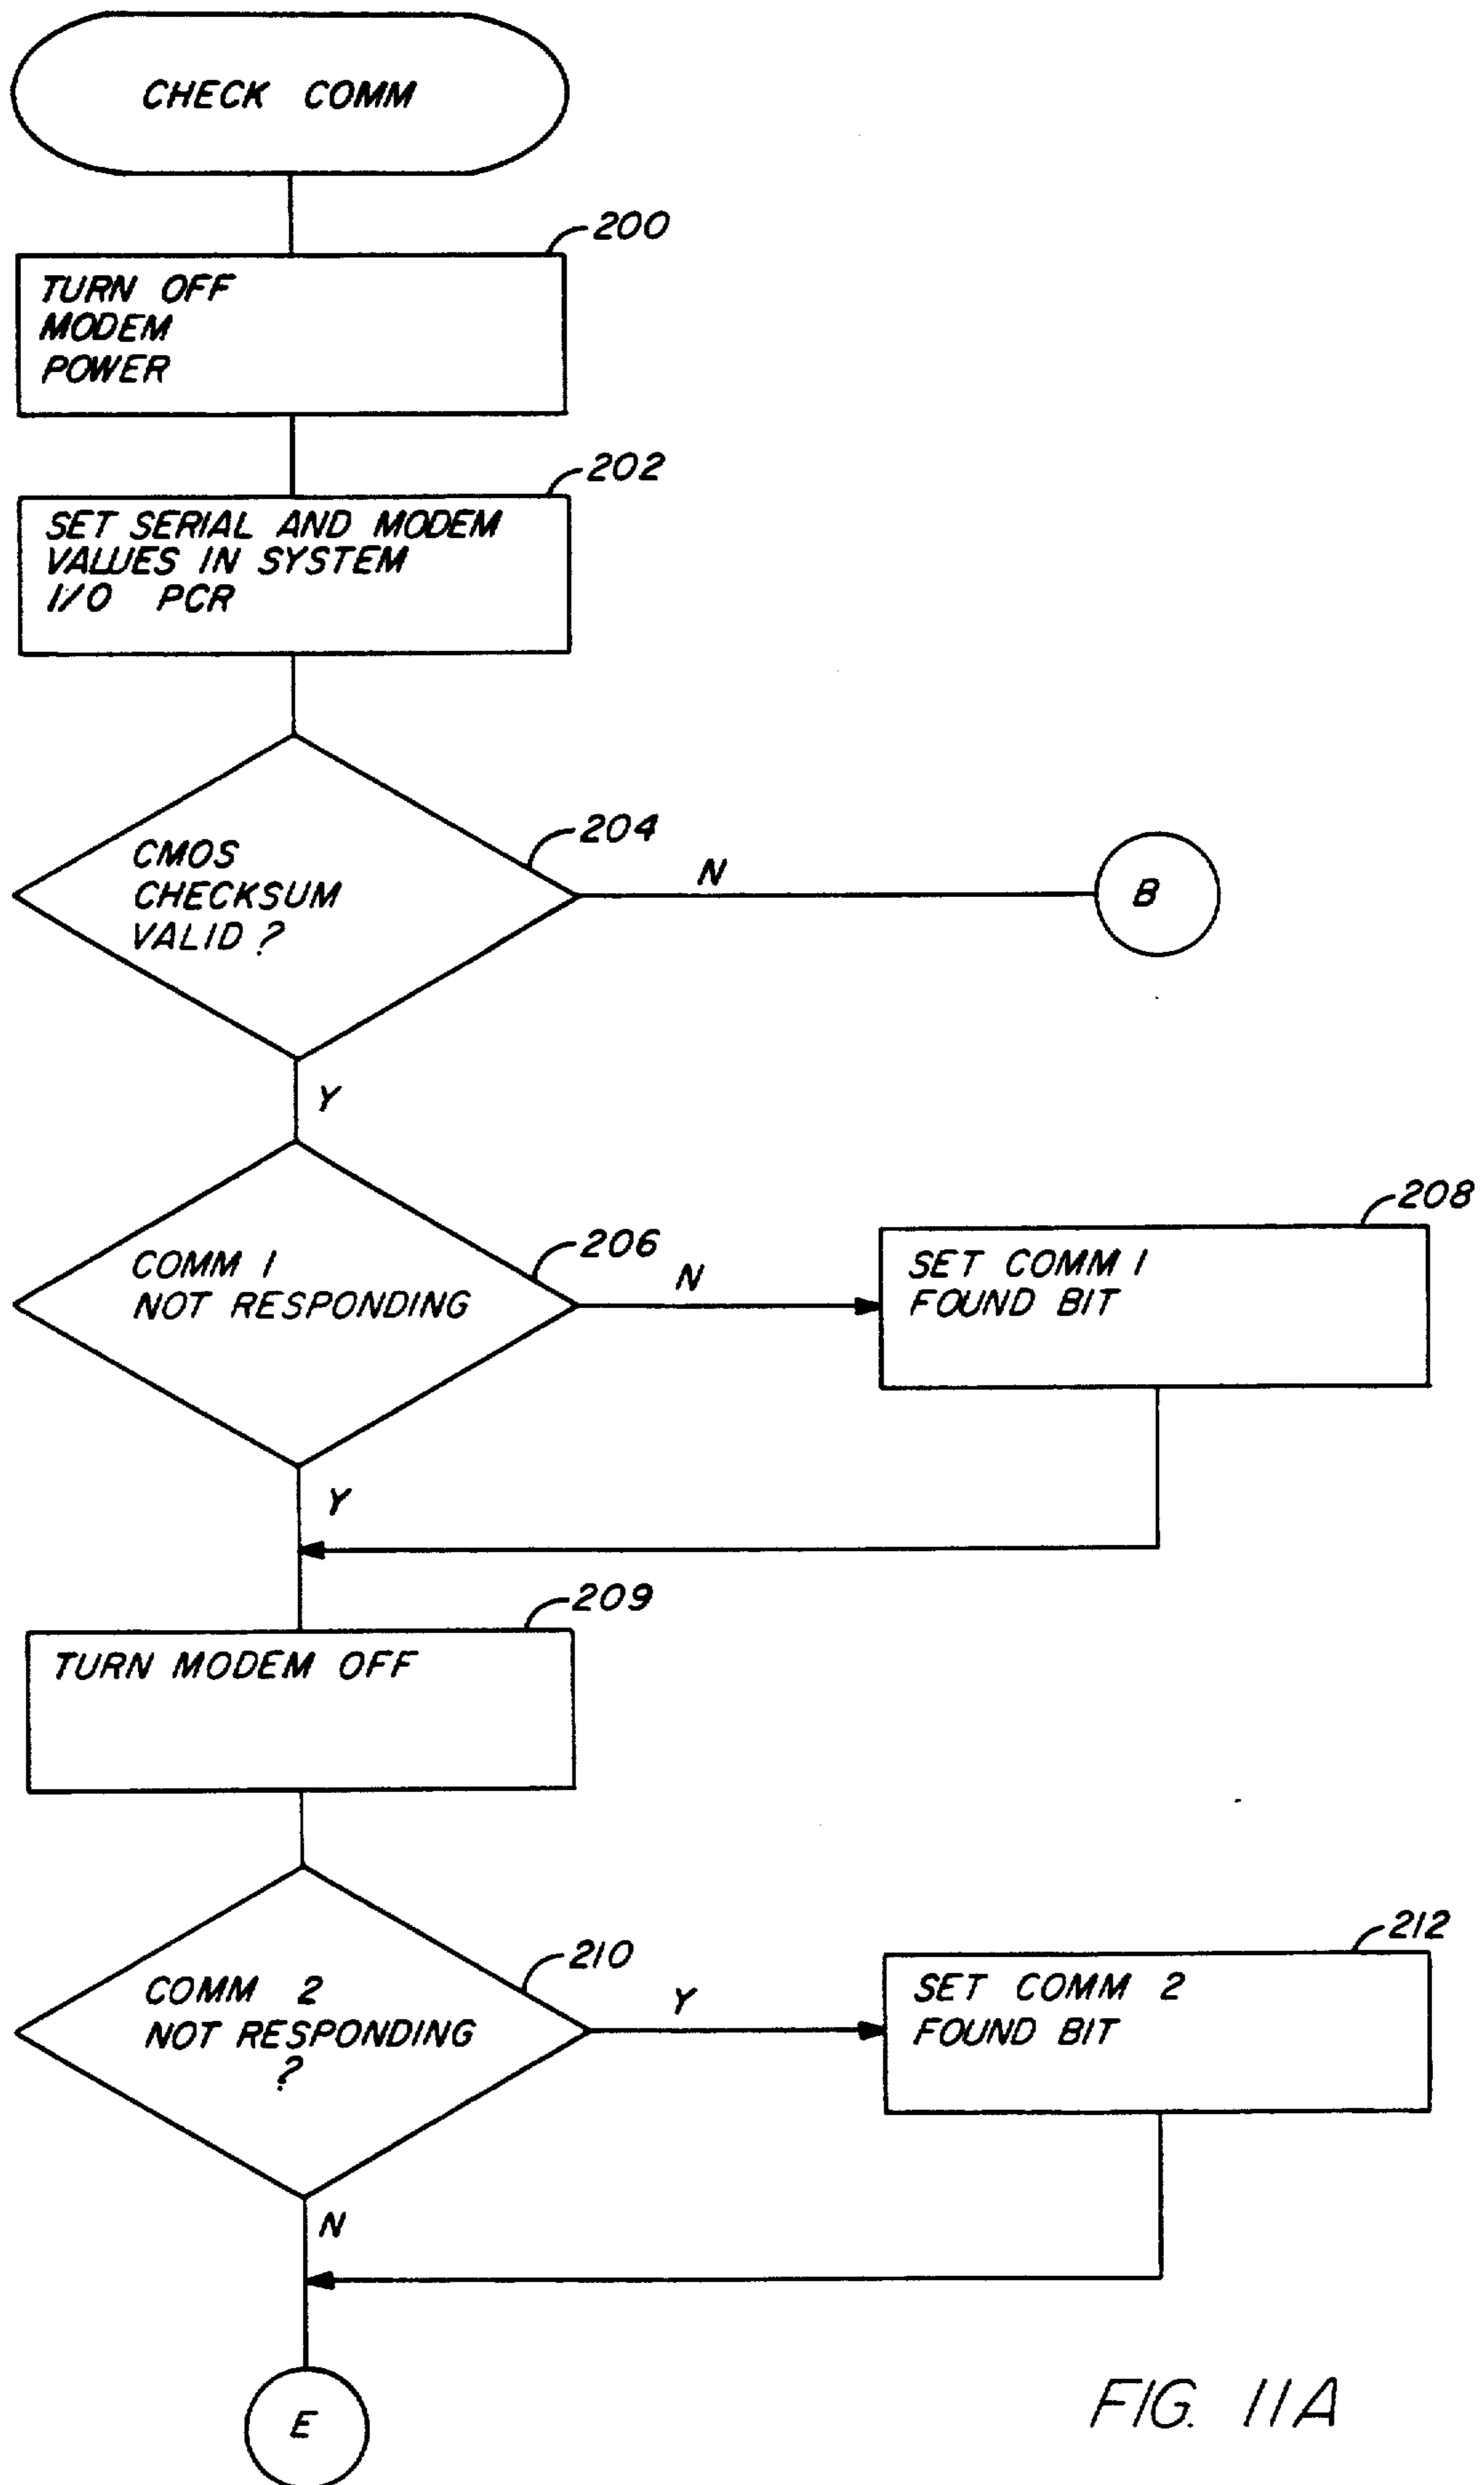 CHECK COMM
200
TURN OFF
MODEM
POWER
202
SET SERIAL AND MODEM
VALUES IN SYSTEM
I/O PCR
204
CMOS
CHECKSUM
VALID ?
N
B
Y
206
COMM 1
NOT RESPONDING
N
208
SET COMM 1
FOUND BIT
Y
209
TURN MODEM OFF
210
COMM 2
NOT RESPONDING
?
Y
212
SET COMM 2
FOUND BIT
N
E
FIG. 11A